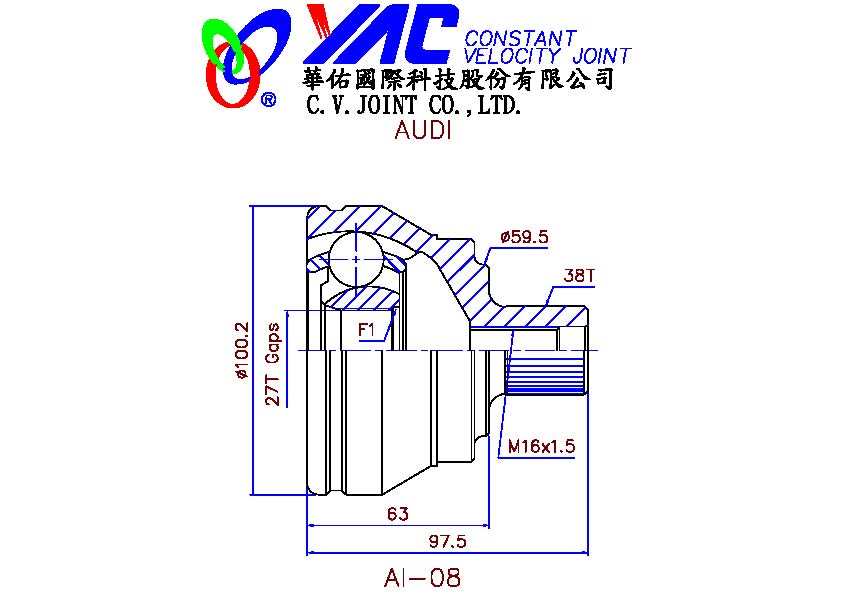 YAC CONSTANT
VELOCITY JOINT
華佑國際科技股份有限公司
®
C.V.JOINT CO.,LTD.
AUDI
ø59.5
38T
F1
ø100.2
27T Gaps
M16x1.5
63
97.5
AI-08